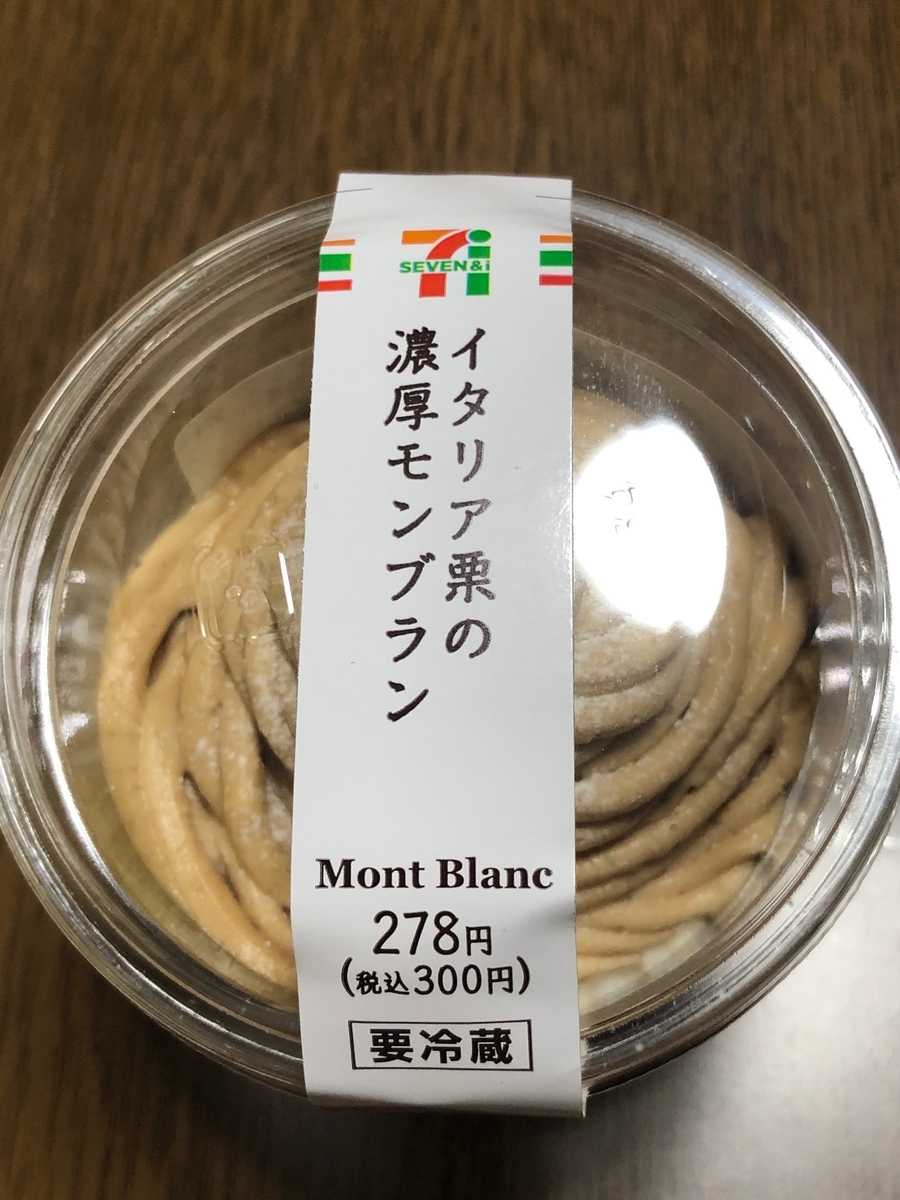 SEVEN&i
イタリア栗の
濃厚モンブラン
Mont Blanc
278円
(税込300円)
要冷蔵